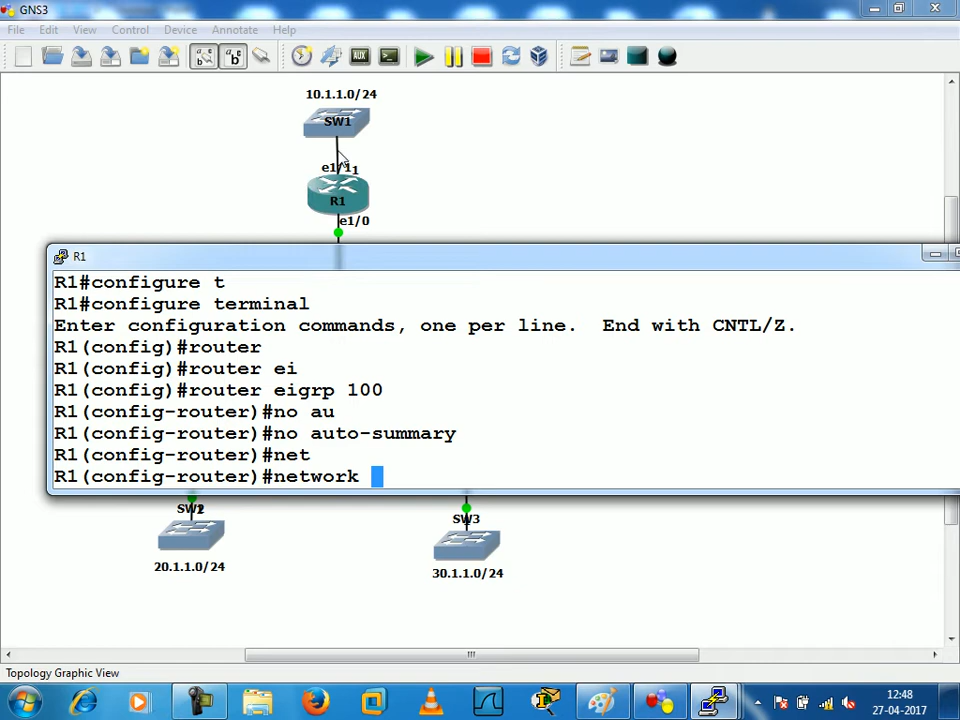 GNS3
File Edit View Control Device Annotate Help
10.1.1.0/24
SW1
R1
e1/0
R1
R1#configure t
R1#configure terminal
Enter configuration commands, one per line.  End with CNTL/Z.
R1(config)#router
R1(config)#router ei
R1(config)#router eigrp 100
R1(config-router)#no au
R1(config-router)#no auto-summary
R1(config-router)#net
R1(config-router)#network
SW3
20.1.1.0/24
30.1.1.0/24
Topology Graphic View
12:48
27-04-2017